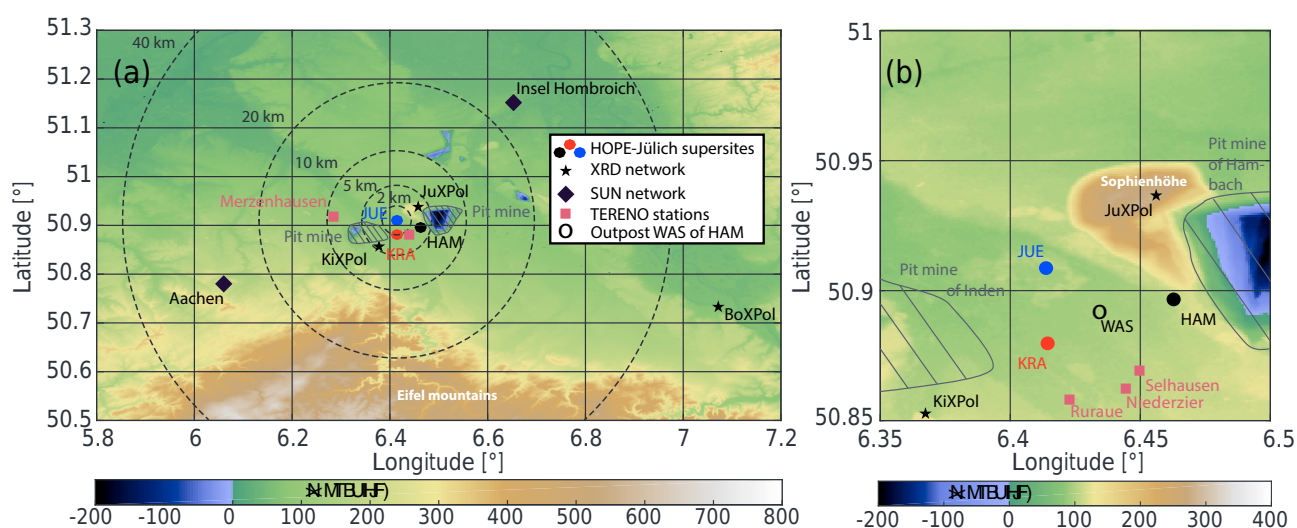 (a)
40 km
20 km
10 km
5 km
2 km
Insel Hombroich
JuXPol
Merzenhausen
JUE
Pit mine
Pit mine
HAM
KRA
KiXPol
Aachen
BoXPol
Eifel mountains
HOPE-Jülich supersites
XRD network
SUN network
TERENO stations
Outpost WAS of HAM
51.3
51.2
51.1
51
50.9
50.8
50.7
50.6
50.5
Latitude [°]
5.8 6 6.2 6.4 6.6 6.8 7 7.2
Longitude [°]
-200 -100 0 100 200 300 400 500 600 700 800
(b)
Pit mine
of Ham-
bach
Sophienhöhe
JuXPol
JUE
Pit mine
of Inden
WAS
HAM
KRA
Selhausen
Niederzier
Ruraue
KiXPol
51
50.95
50.9
50.85
Latitude [°]
6.35 6.4 6.45 6.5
Longitude [°]
-200 -100 0 100 200 300 400